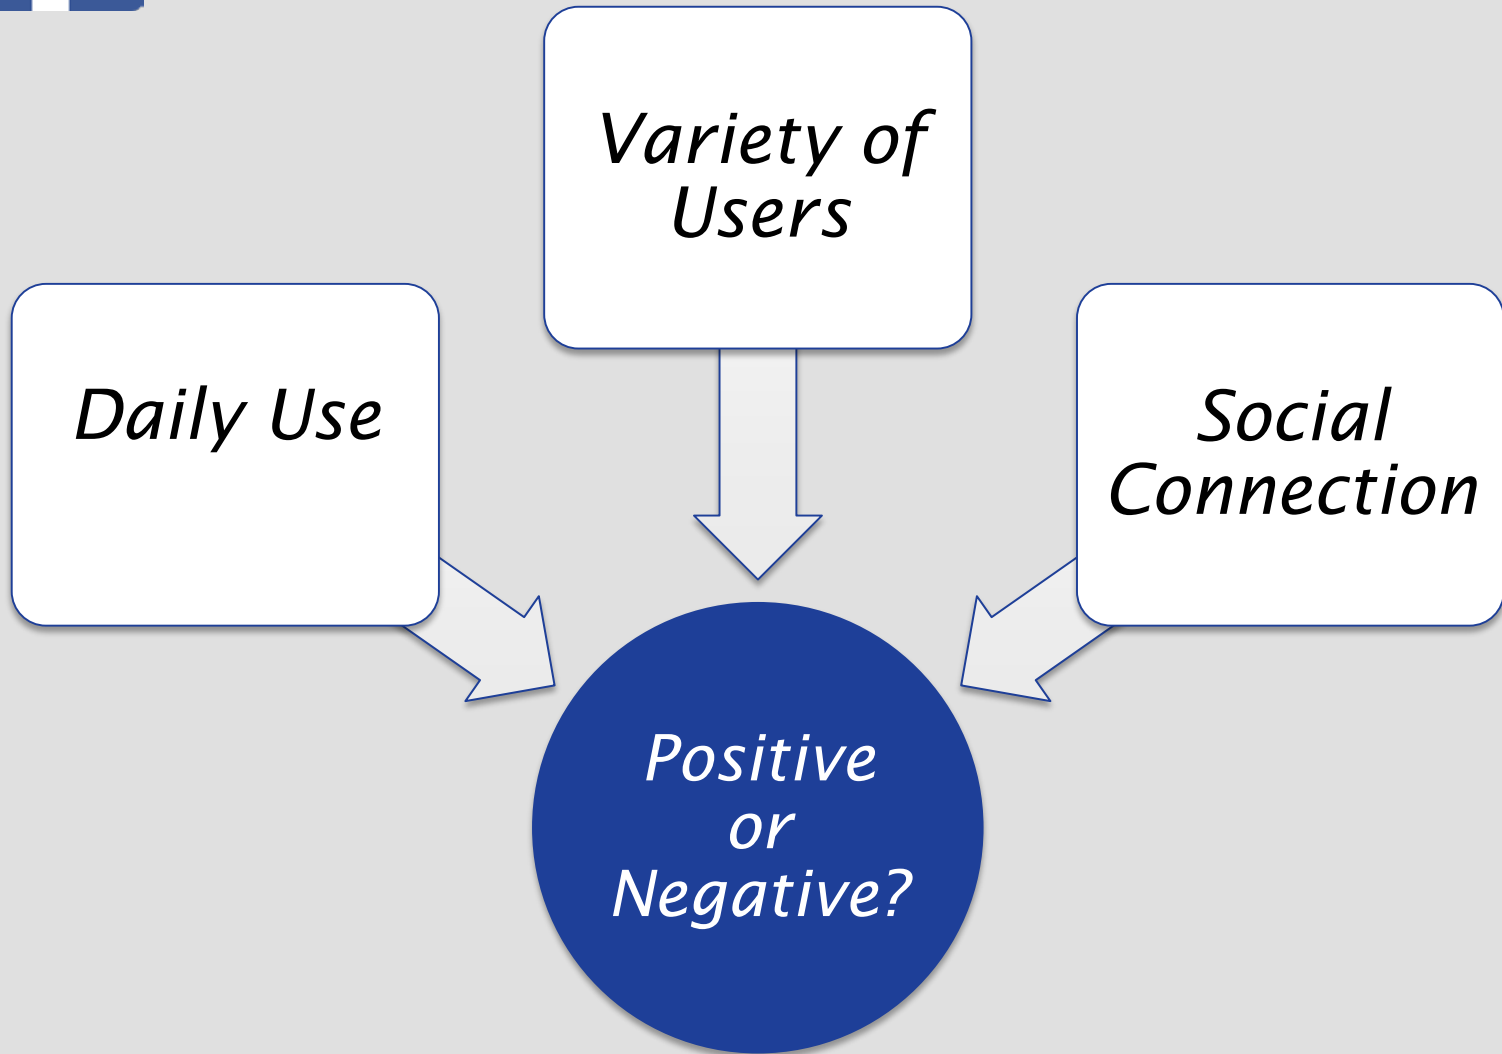 Variety of
Users
Daily Use
Social
Connection
Positive
or
Negative?